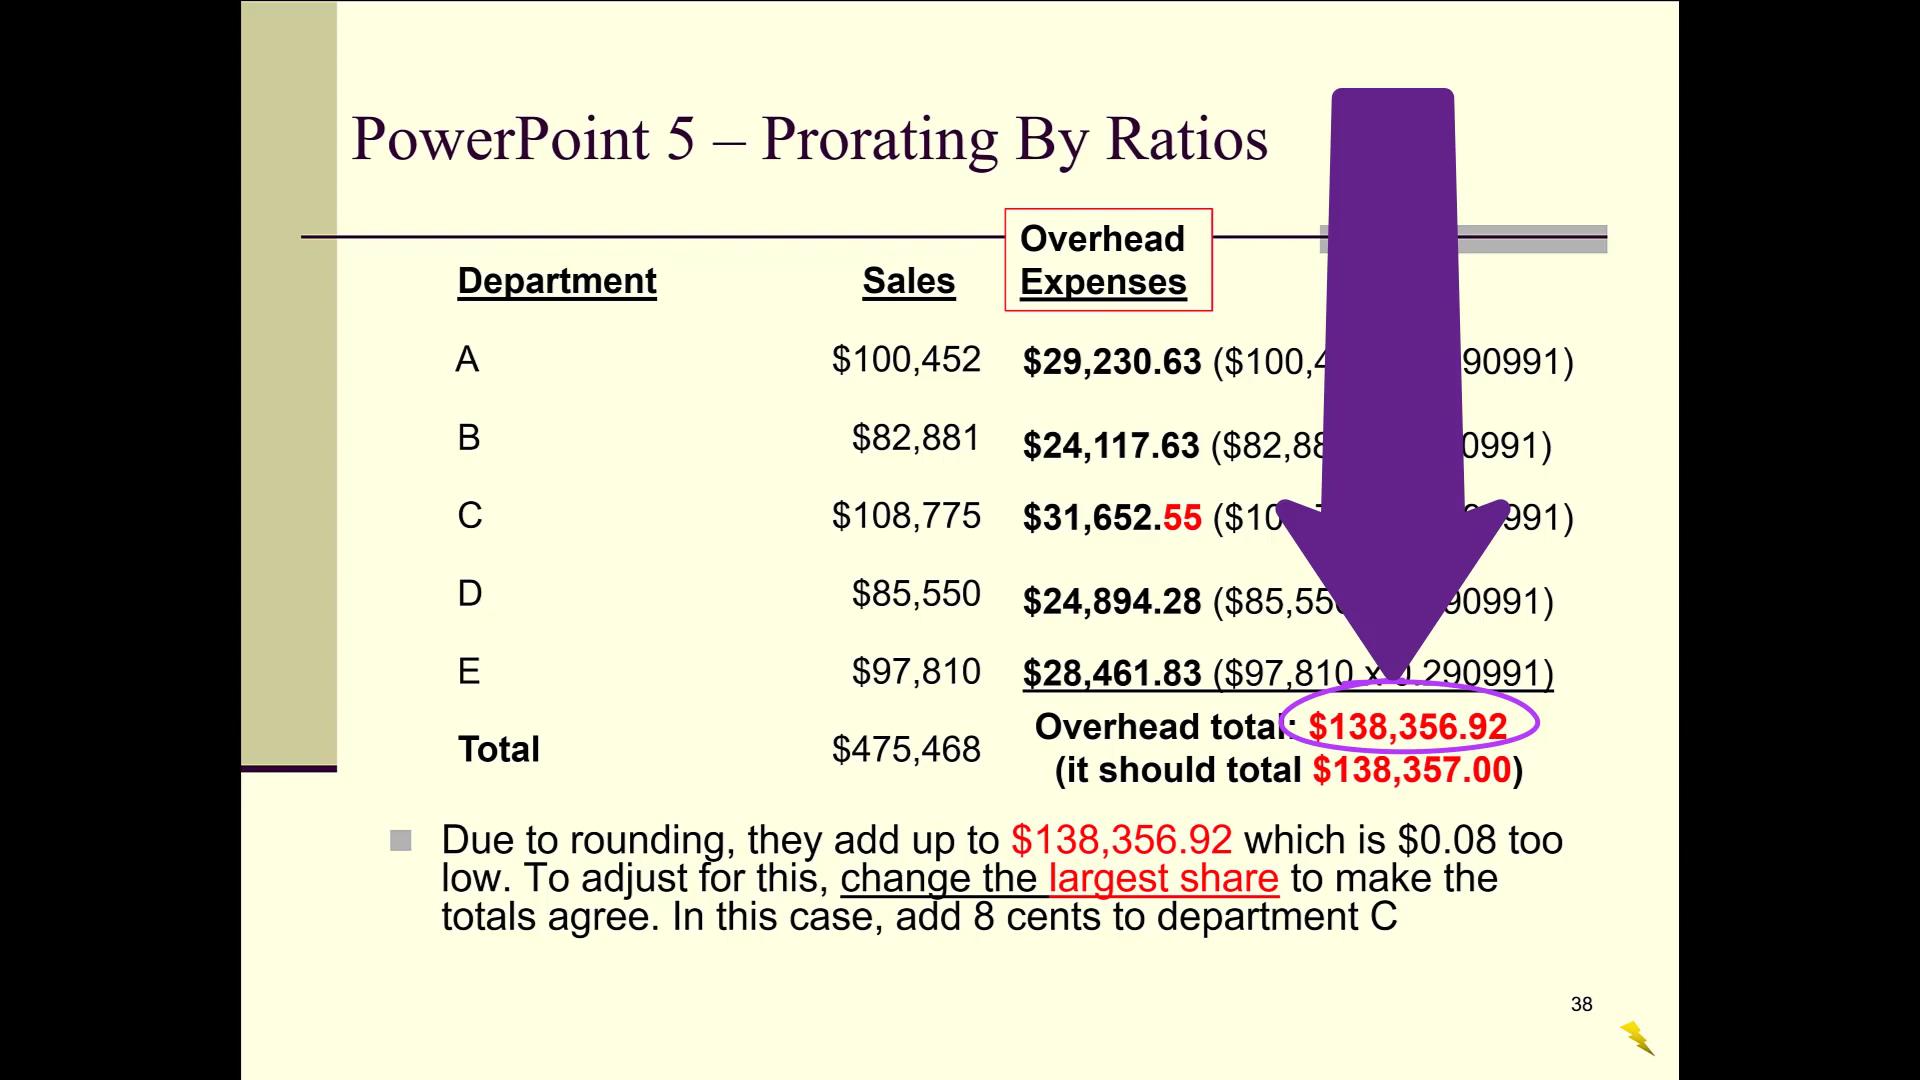 PowerPoint 5 – Prorating By Ratios
Department Sales Overhead Expenses
A $100,452 $29,230.63 ($100,4 90991)
B $82,881 $24,117.63 ($82,88 0991)
C $108,775 $31,652.55 ($10 991)
D $85,550 $24,894.28 ($85,55 90991)
E $97,810 $28,461.83 ($97,810 x 0.290991)
Overhead total: $138,356.92
Total $475,468
(it should total $138,357.00)
Due to rounding, they add up to $138,356.92 which is $0.08 too
low. To adjust for this, change the largest share to make the
totals agree. In this case, add 8 cents to department C
38